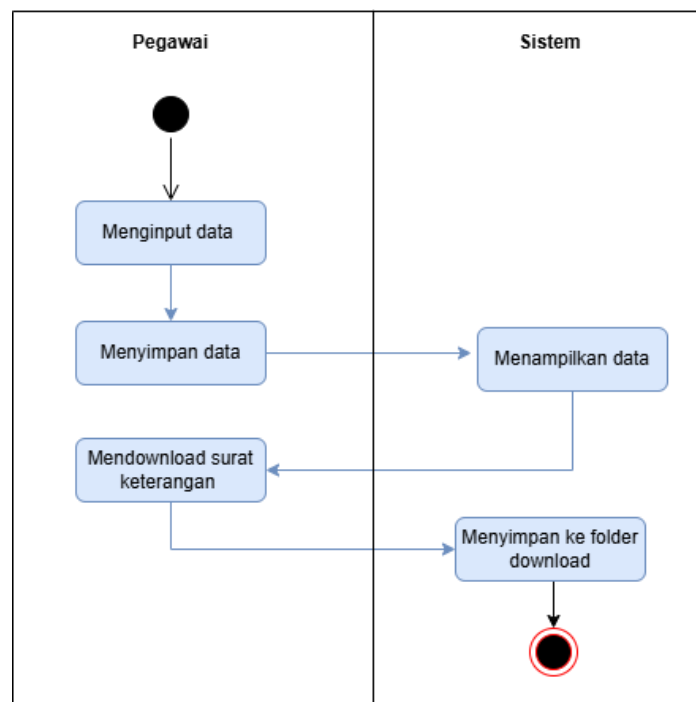 Pegawai
Sistem
Menginput data
Menyimpan data
Menampilkan data
Mendownload surat
keterangan
Menyimpan ke folder
download